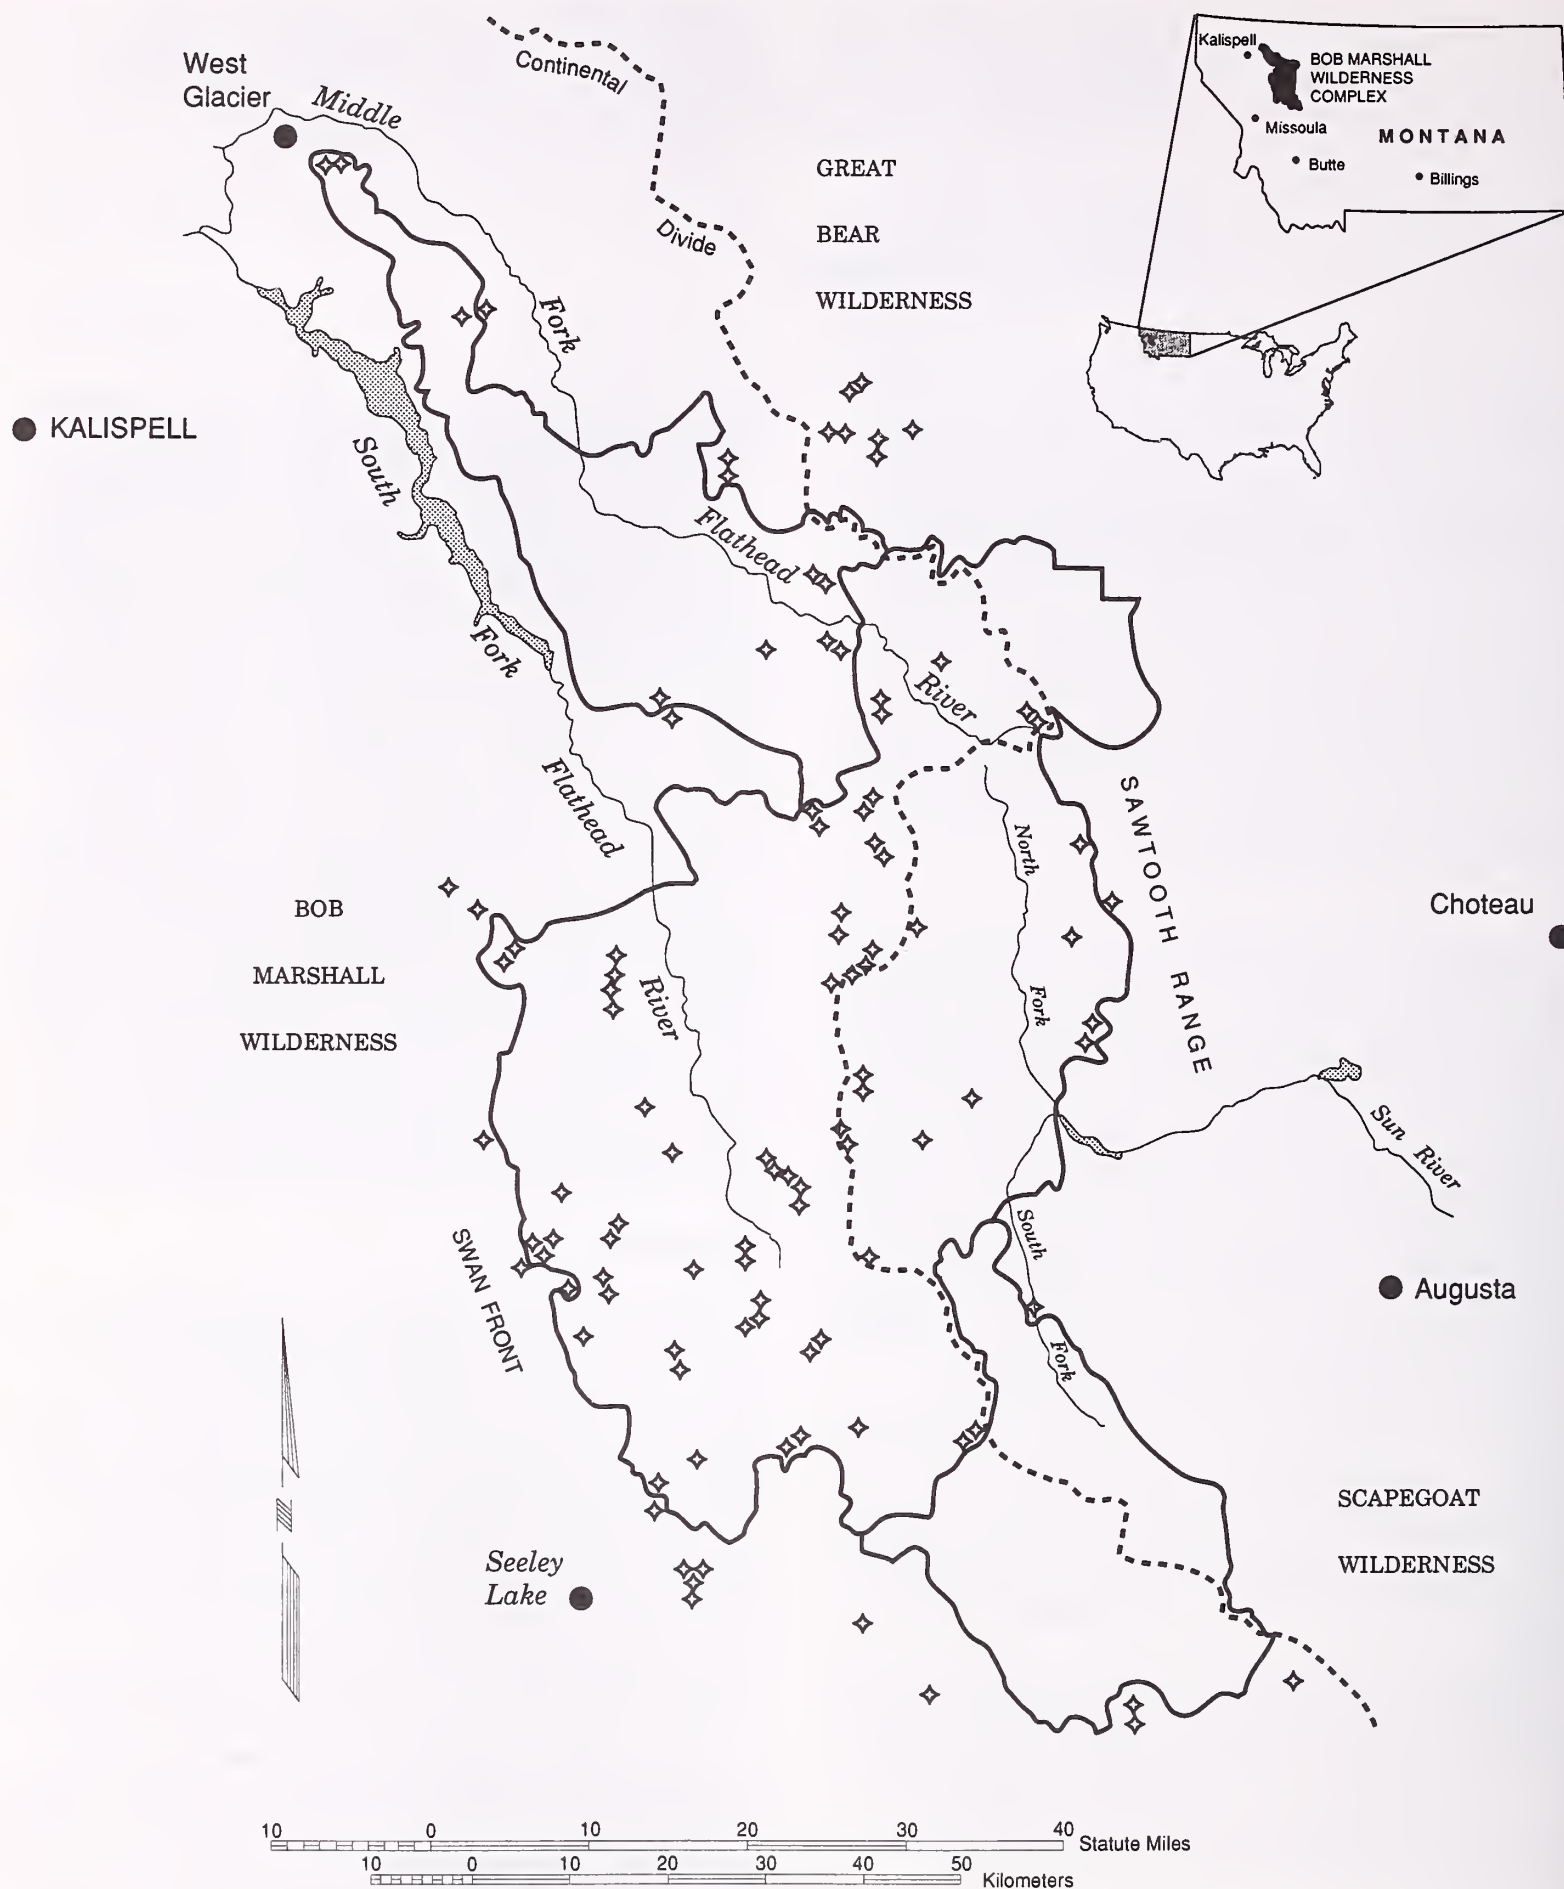 West
Glacier
Middle
Continental
Divide
GREAT
BEAR
WILDERNESS
Kalispell
BOB MARSHALL
WILDERNESS
COMPLEX
Missoula
MONTANA
Butte
Billings
Fork
KALISPELL
South
Flathead
Fork
River
Flathead
SAWTOOTH RANGE
North
Choteau
BOB
MARSHALL
WILDERNESS
River
Fork
Sun River
South
SWAN FRONT
Augusta
Fork
SCAPEGOAT
WILDERNESS
Seeley
Lake
N
10 0 10 20 30 40
Statute Miles
10 0 10 20 30 40 50
Kilometers